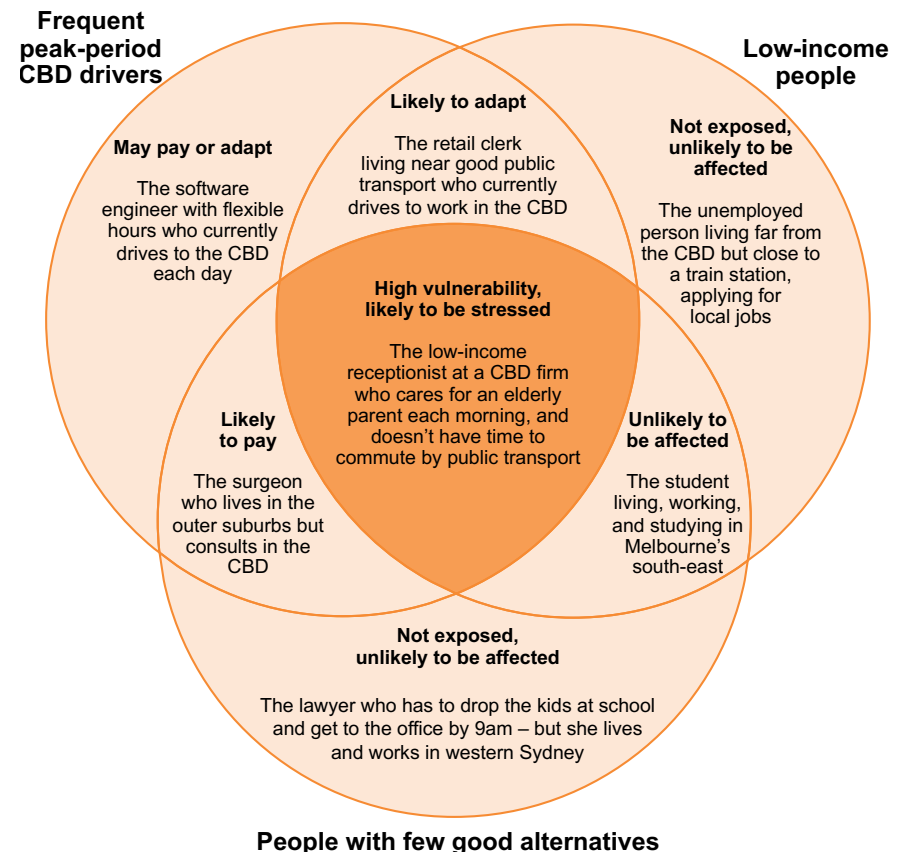 Frequent
peak-period
CBD drivers
Low-income
people
Likely to adapt
The retail clerk
living near good public
transport who currently
drives to work in the CBD
May pay or adapt
The software
engineer with flexible
hours who currently
drives to the CBD
each day
Not exposed,
unlikely to be
affected
The unemployed
person living far from
the CBD but close to
a train station,
applying for
local jobs
High vulnerability,
likely to be stressed
The low-income
receptionist at a CBD firm
who cares for an elderly
parent each morning, and
doesn’t have time to
commute by public transport
Likely
to pay
The surgeon
who lives in the
outer suburbs but
consults in the
CBD
Unlikely to
be affected
The student
living, working,
and studying in
Melbourne’s
south-east
Not exposed,
unlikely to be affected
The lawyer who has to drop the kids at school
and get to the office by 9am – but she lives
and works in western Sydney
People with few good alternatives